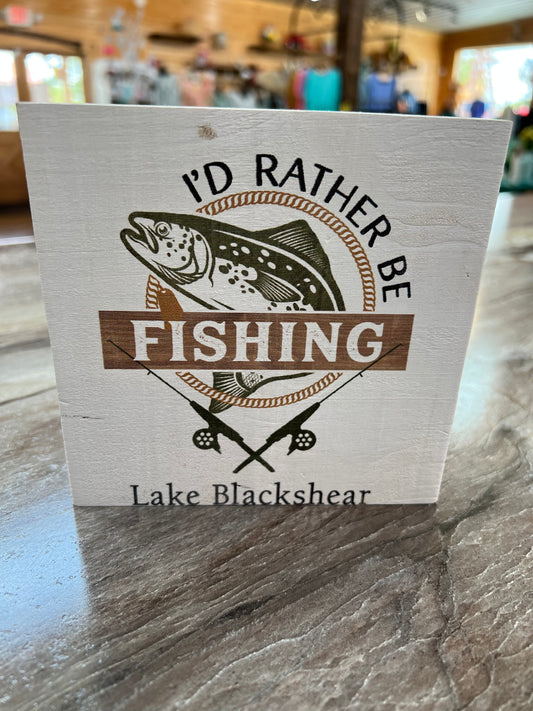 I'D RATHER BE
FISHING
Lake Blackshear